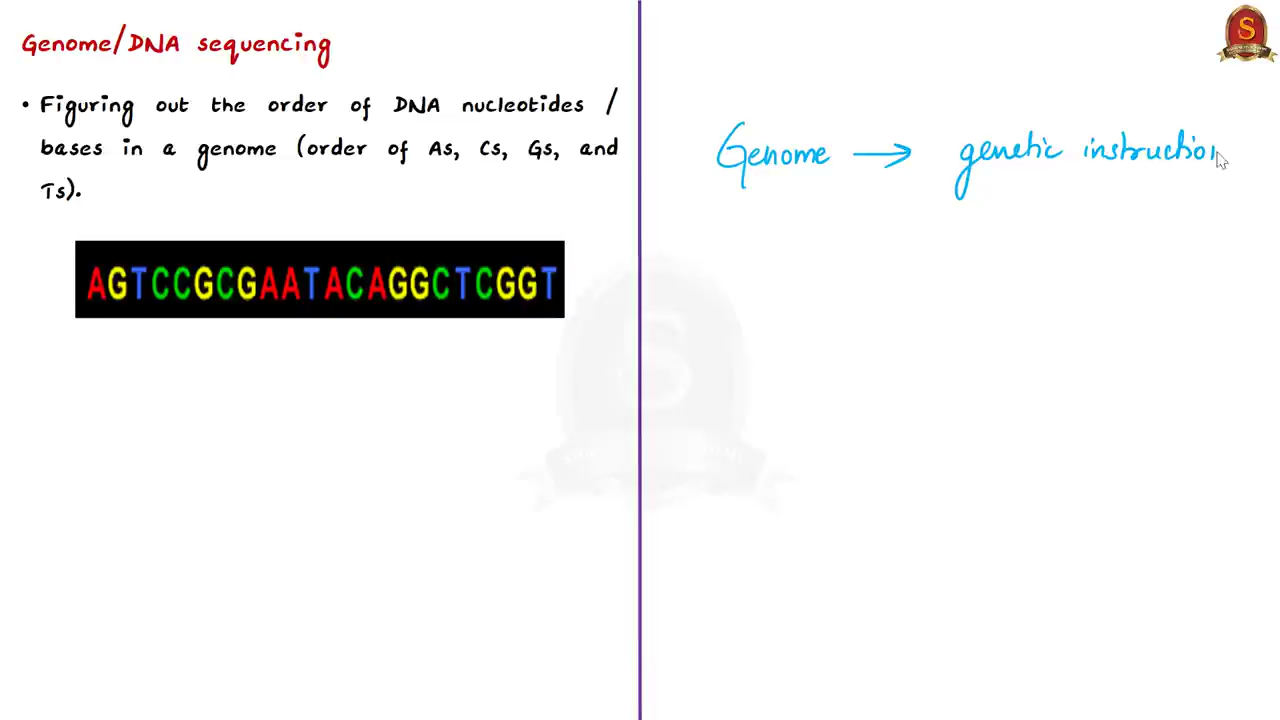 Genome/DNA sequencing
• Figuring out the order of DNA nucleotides /
bases in a genome (order of As, Cs, Gs, and
Ts).
AGTCCGCGAATACAGGCTCGGT
Genome → genetic instruction
S